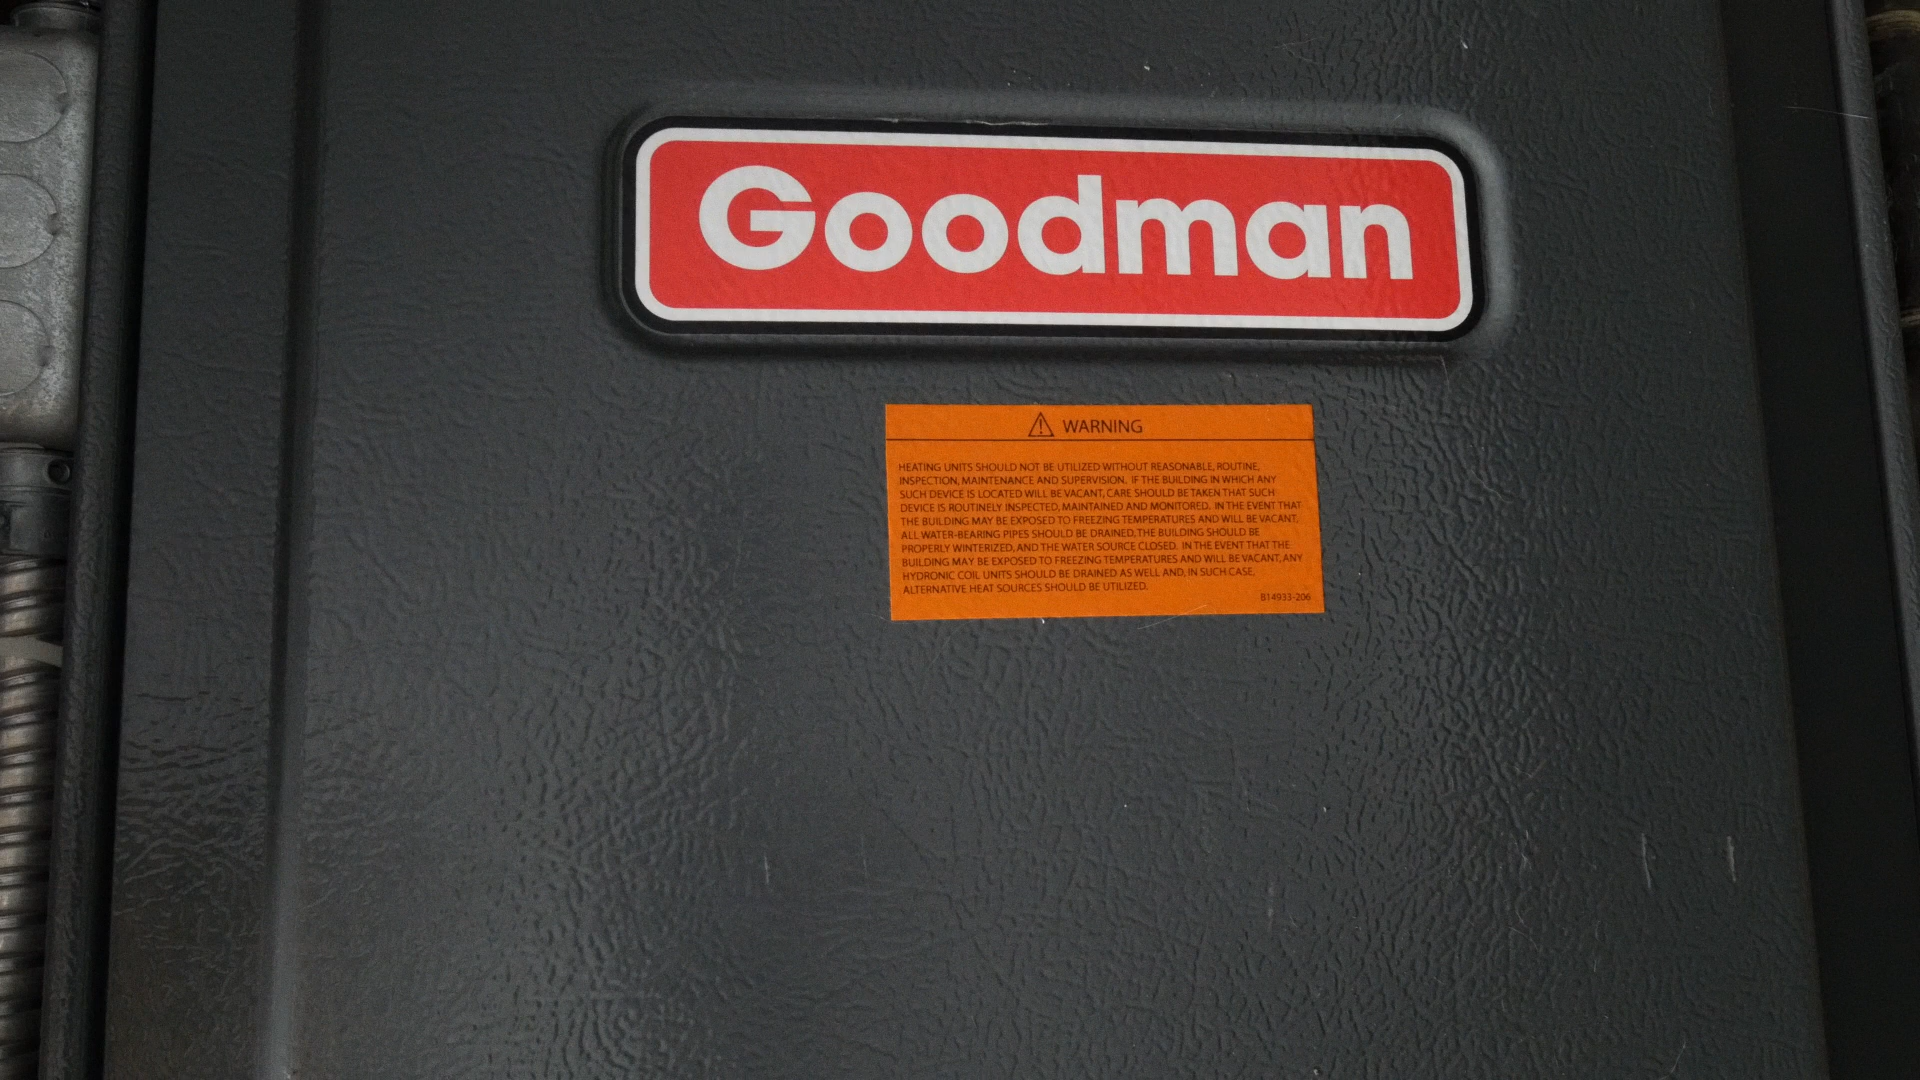 Goodman
WARNING
HEATING UNITS SHOULD NOT BE UTILIZED WITHOUT REASONABLE, ROUTINE,
INSPECTION, MAINTENANCE AND SUPERVISION. IF THE BUILDING IN WHICH ANY
SUCH DEVICE IS LOCATED WILL BE VACANT, CARE SHOULD BE TAKEN THAT SUCH
DEVICE IS ROUTINELY INSPECTED, MAINTAINED AND MONITORED. IN THE EVENT THAT
THE BUILDING MAY BE EXPOSED TO FREEZING TEMPERATURES AND WILL BE VACANT,
ALL WATER-BEARING PIPES SHOULD BE DRAINED, THE BUILDING SHOULD BE
PROPERLY WINTERIZED, AND THE WATER SOURCE CLOSED. IN THE EVENT THAT THE
BUILDING MAY BE EXPOSED TO FREEZING TEMPERATURES AND WILL BE VACANT, ANY
HYDRONIC COIL UNITS SHOULD BE DRAINED AS WELL AND, IN SUCH CASE,
ALTERNATIVE HEAT SOURCES SHOULD BE UTILIZED.
B14933-206